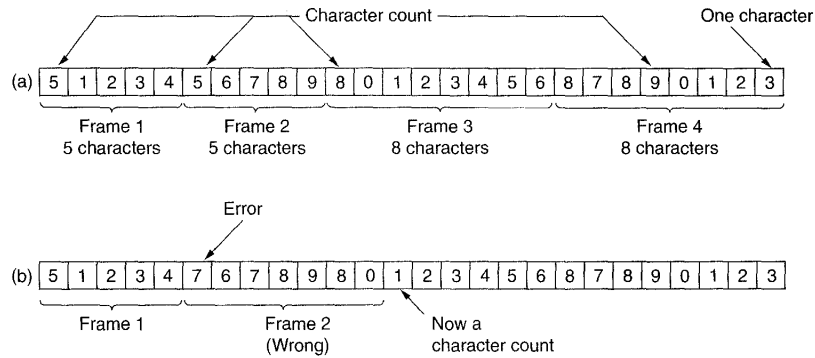 Character count
One character
(a) 5 1 2 3 4 5 6 7 8 9 8 0 1 2 3 4 5 6 8 7 8 9 0 1 2 3
Frame 1
5 characters
Frame 2
5 characters
Frame 3
8 characters
Frame 4
8 characters
Error
(b) 5 1 2 3 4 7 6 7 8 9 8 0 1 2 3 4 5 6 8 7 8 9 0 1 2 3
Frame 1
Frame 2
(Wrong)
Now a
character count